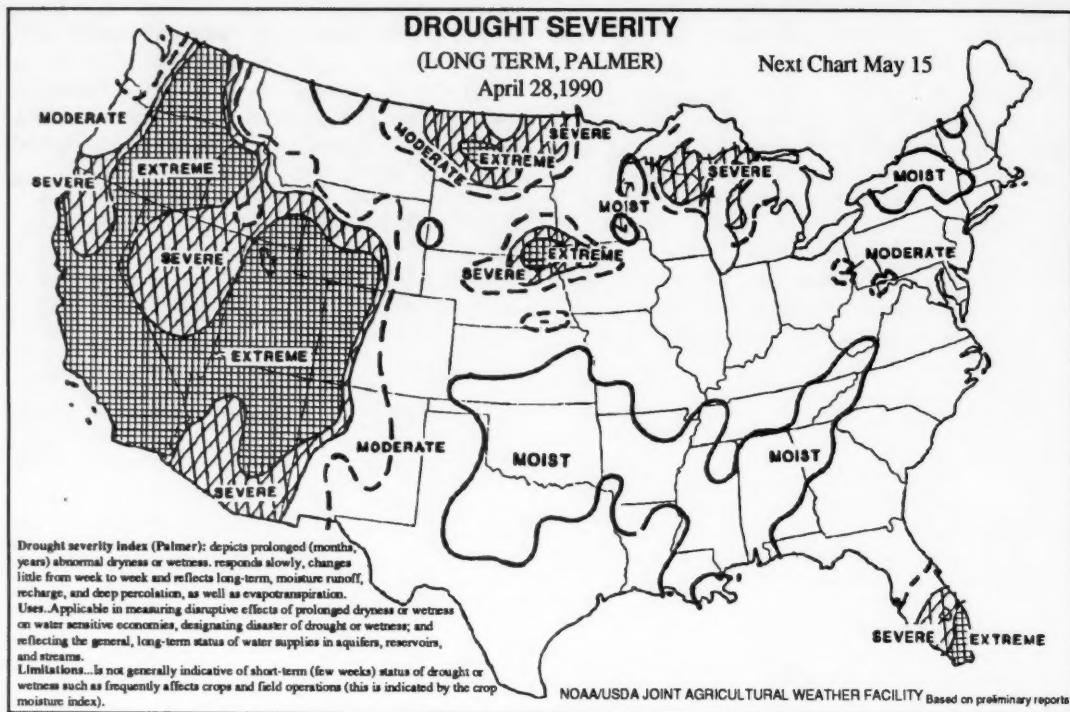 DROUGHT SEVERITY
(LONG TERM, PALMER)
April 28,1990
Next Chart May 15
MODERATE
SEVERE
EXTREME
SEVERE
EXTREME
SEVERE
MODERATE
MODERATE
EXTREME
SEVERE
MOIST
SEVERE
SEVERE
EXTREME
MOIST
MODERATE
MOIST
MOIST
SEVERE
EXTREME
Drought severity index (Palmer): depicts prolonged (months,
years) abnormal dryness or wetness. responds slowly, changes
little from week to week and reflects long-term, moisture runoff,
recharge, and deep percolation, as well as evapotranspiration.
Uses..Applicable in measuring disruptive effects of prolonged dryness or wetness
on water sensitive economies, designating disaster of drought or wetness; and
reflecting the general, long-term status of water supplies in aquifers, reservoirs,
and streams.
Limitations...Is not generally indicative of short-term (few weeks) status of drought or
wetness such as frequently affects crops and field operations (this is indicated by the crop
moisture index).
NOAA/USDA JOINT AGRICULTURAL WEATHER FACILITY Based on preliminary reports